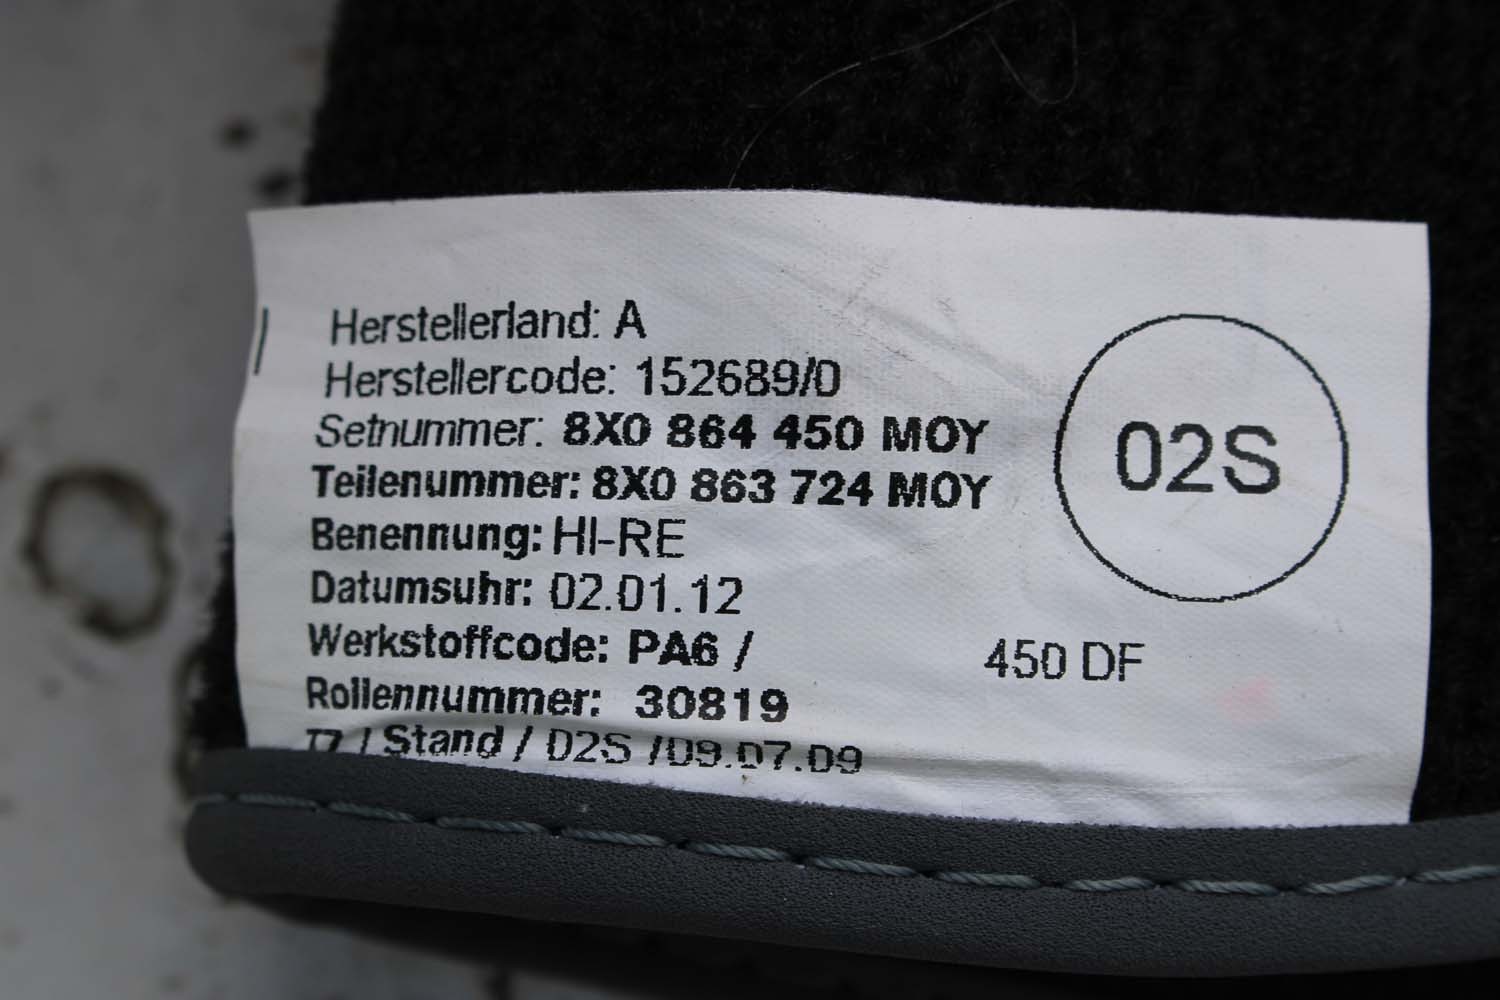 Herstellerland: A
Herstellercode: 152689/0
Setnummer: 8X0 864 450 MOY
Teilenummer: 8X0 863 724 MOY
Benennung: HI-RE
Datumsuhr: 02.01.12
Werkstoffcode: PA6 /
Rollennummer: 30819
/ Stand / 02S /09.07.09
02S
450 DF